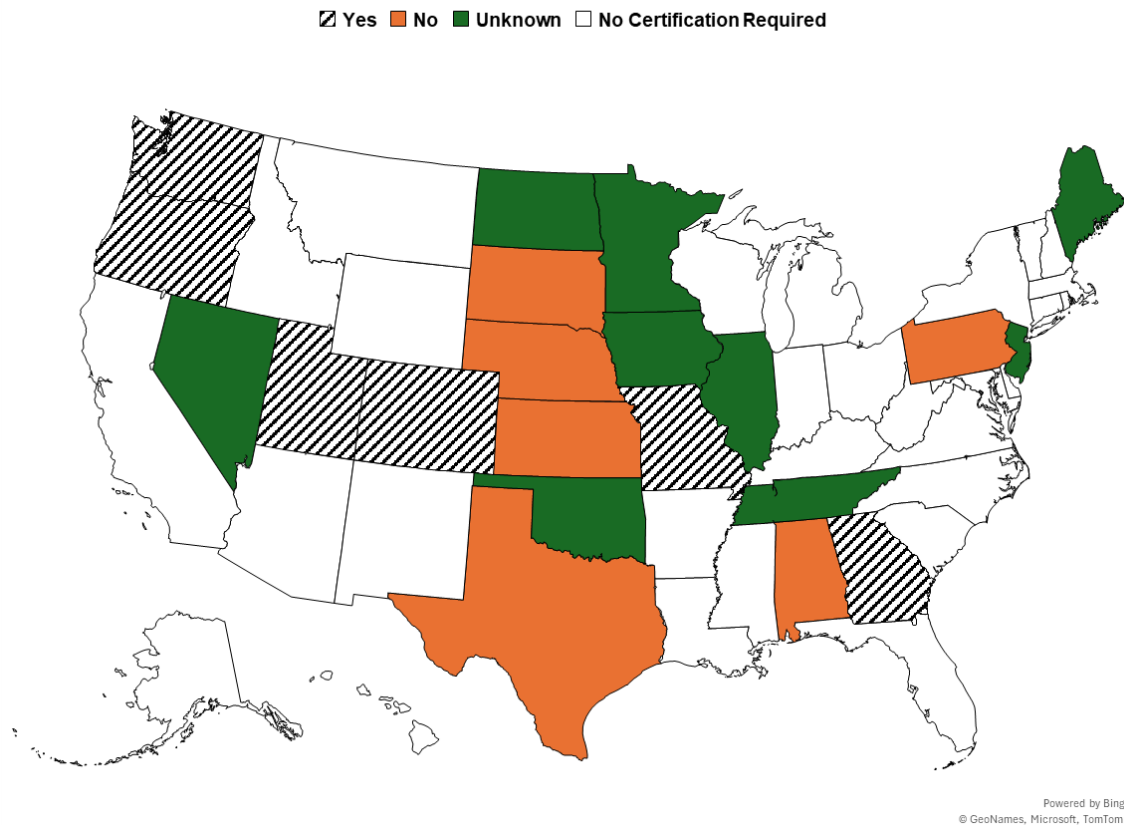 Yes No Unknown No Certification Required
Powered by Bing
© GeoNames, Microsoft, TomTom